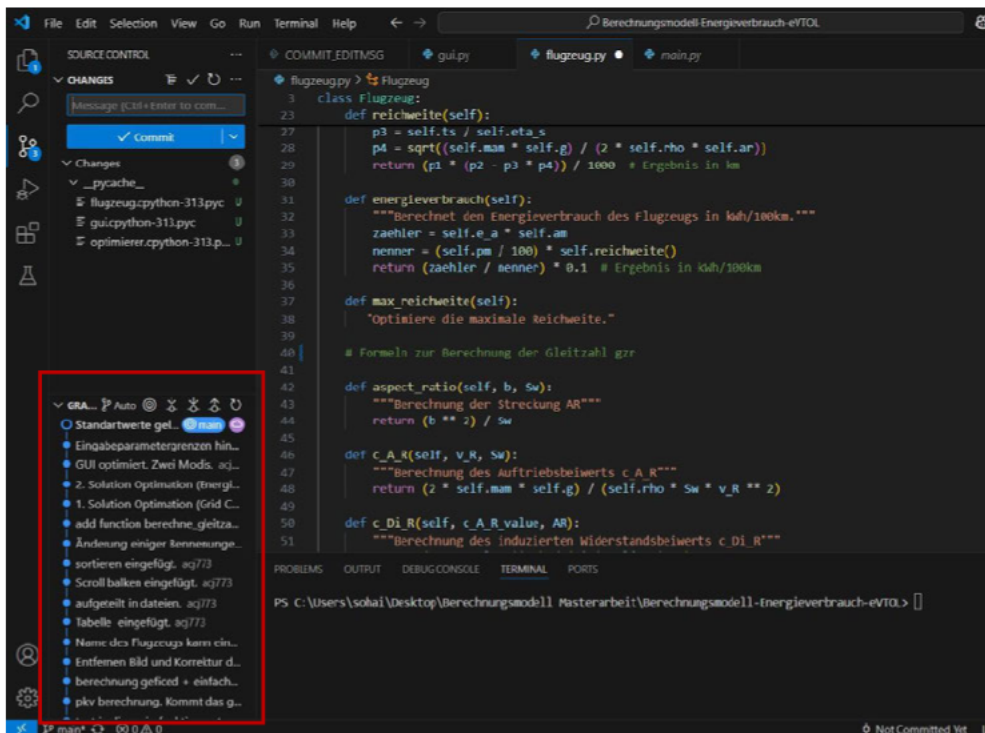 File Edit Selection View Go Run Terminal Help
Berechnungsmodell-Energieverbrauch-eVTOL
SOURCE CONTROL
CHANGES
Message (Ctrl+Enter to com...
Commit
Changes 3
_pycache_
flugzeug.cpython-313.pyc U
gui.cpython-313.pyc U
optimierer.cpython-313.p... U
GRA... Auto
Standartwerte gel... main
Eingabeparametergrenzen hin...
GUI optimiert. Zwei Modis. acj...
2. Solution Optimation (Energi...
1. Solution Optimation (Grid C...
add function berechne_gleitza...
Änderung einiger Bennenunge...
sortieren eingefügt. acj773
Scroll balken eingefügt. acj773
aufgeteilt in dateien. acj773
Tabelle eingefügt. acj773
Name des Flugzeugs kann ein...
Entfernen Bild und Korrektur d...
berechnung geficed + einfach...
pkv berechnung. Kommt das g...
COMMIT_EDITMSG gui.py flugzeug.py main.py
flugzeug.py > Flugzeug
3 class Flugzeug:
23 def reichweite(self):
27 p3 = self.ts / self.eta_s
28 p4 = sqrt((self.mam * self.g) / (2 * self.rho * self.ar))
29 return (p1 * (p2 - p3 * p4)) / 1000 # Ergebnis in km
30
31 def energieverbrauch(self):
32 """Berechnet den Energieverbrauch des Flugzeugs in kWh/100km."""
33 zaehler = self.e_a * self.am
34 nenner = (self.pm / 100) * self.reichweite()
35 return (zaehler / nenner) * 0.1 # Ergebnis in kWh/100km
36
37 def max_reichweite(self):
38 "Optimiere die maximale Reichweite."
39
40 # Formeln zur Berechnung der Gleitzahl gzr
41
42 def aspect_ratio(self, b, Sw):
43 """Berechnung der Streckung AR"""
44 return (b ** 2) / Sw
45
46 def c_A_R(self, v_R, Sw):
47 """Berechnung des Auftriebsbeiwerts c_A_R"""
48 return (2 * self.mam * self.g) / (self.rho * Sw * v_R ** 2)
49
50 def c_Di_R(self, c_A_R_value, AR):
51 """Berechnung des induzierten Widerstandsbeiwerts c_Di_R"""
PROBLEMS OUTPUT DEBUG CONSOLE TERMINAL PORTS
PS C:\Users\sohai\Desktop\Berechnungsmodell Masterarbeit\Berechnungsmodell-Energieverbrauch-eVTOL>
main* 0 0 Not Committed Yet